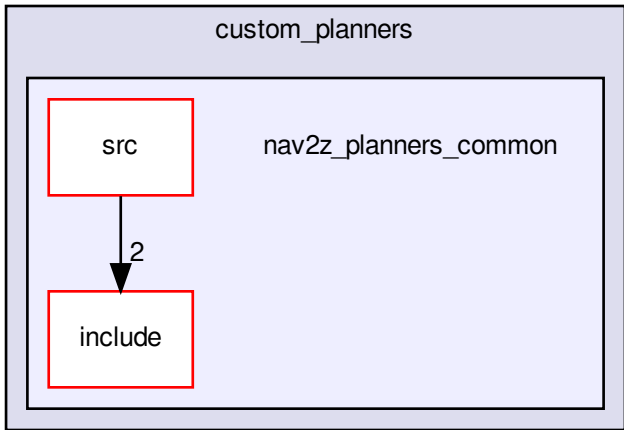 custom_planners
src
nav2z_planners_common
2
include